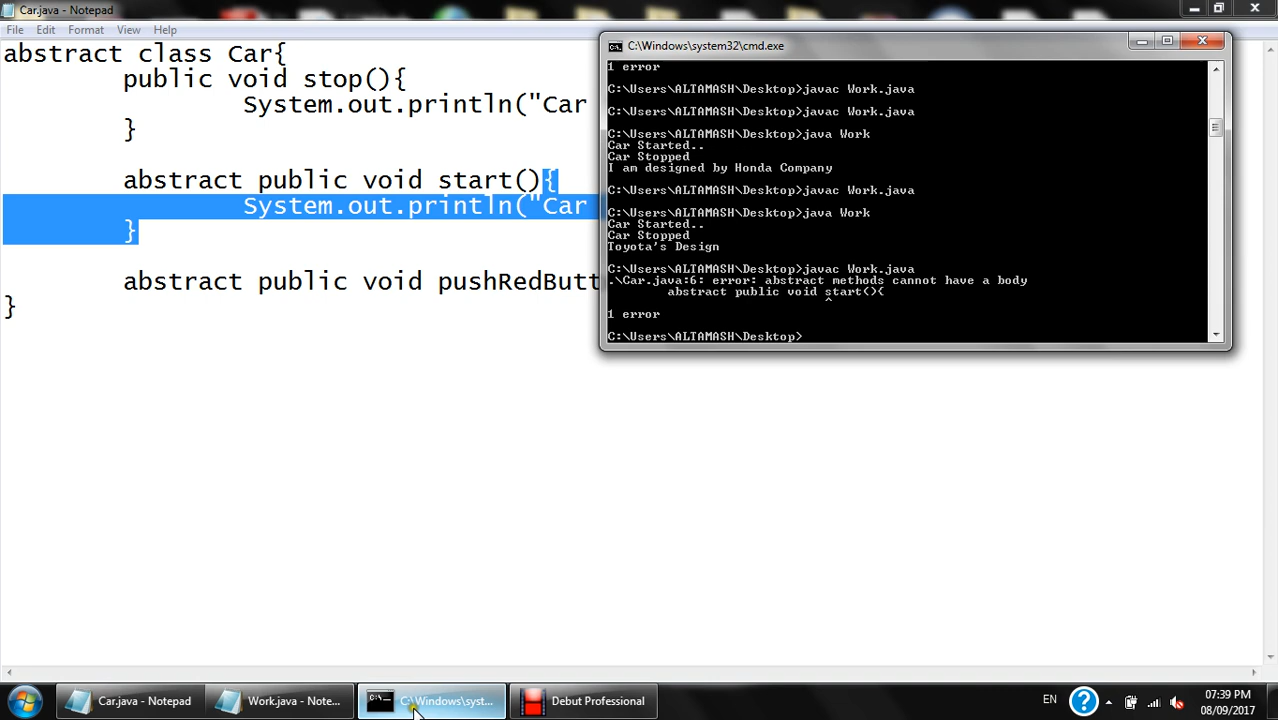 Car.java - Notepad
File Edit Format View Help
abstract class Car{
public void stop(){
System.out.println("Car
}
abstract public void start(){
System.out.println("Car
}
abstract public void pushRedButt
}
C:\Windows\system32\cmd.exe
1 error
C:\Users\ALTAMASH\Desktop>javac Work.java
C:\Users\ALTAMASH\Desktop>javac Work.java
C:\Users\ALTAMASH\Desktop>java Work
Car Started..
Car Stopped
I am designed by Honda Company
C:\Users\ALTAMASH\Desktop>javac Work.java
C:\Users\ALTAMASH\Desktop>java Work
Car Started..
Car Stopped
Toyota's Design
C:\Users\ALTAMASH\Desktop>javac Work.java
.\Car.java:6: error: abstract methods cannot have a body
abstract public void start(){
^
1 error
C:\Users\ALTAMASH\Desktop>
Car.java - Notepad
Work.java - Note...
C:\Windows\syst...
Debut Professional
EN
07:39 PM
08/09/2017